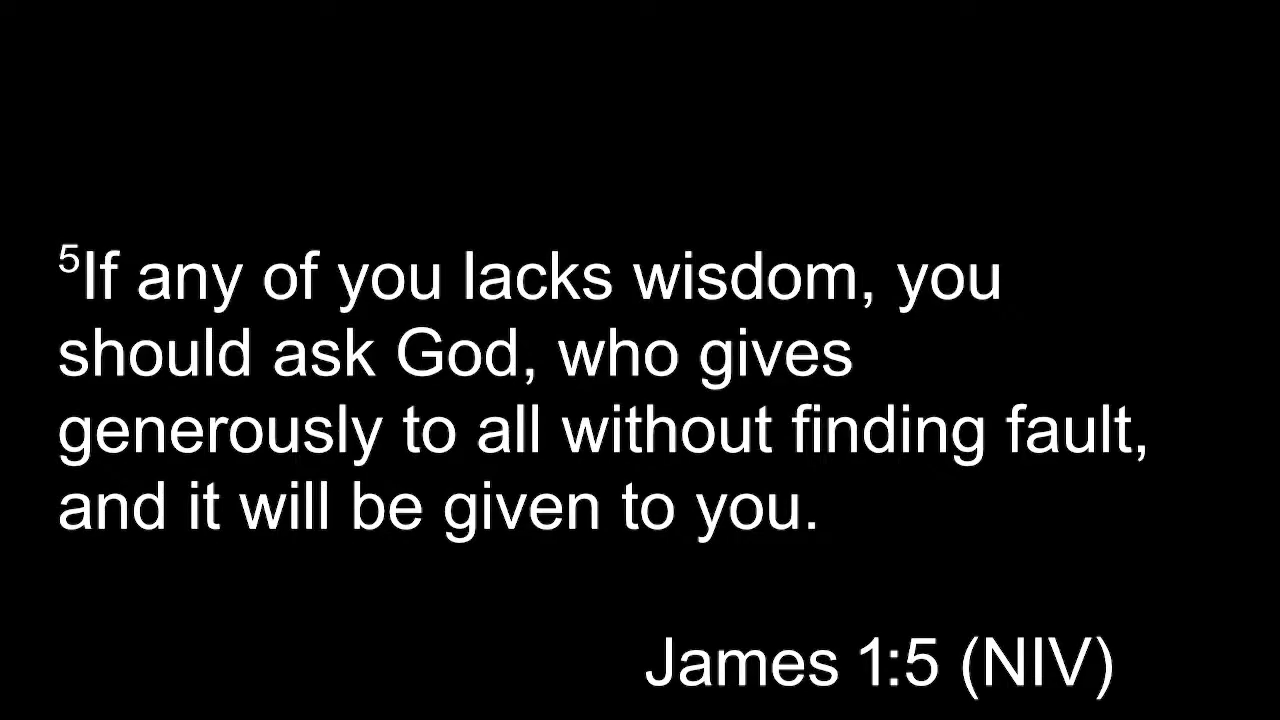 ⁵If any of you lacks wisdom, you
should ask God, who gives
generously to all without finding fault,
and it will be given to you.
James 1:5 (NIV)